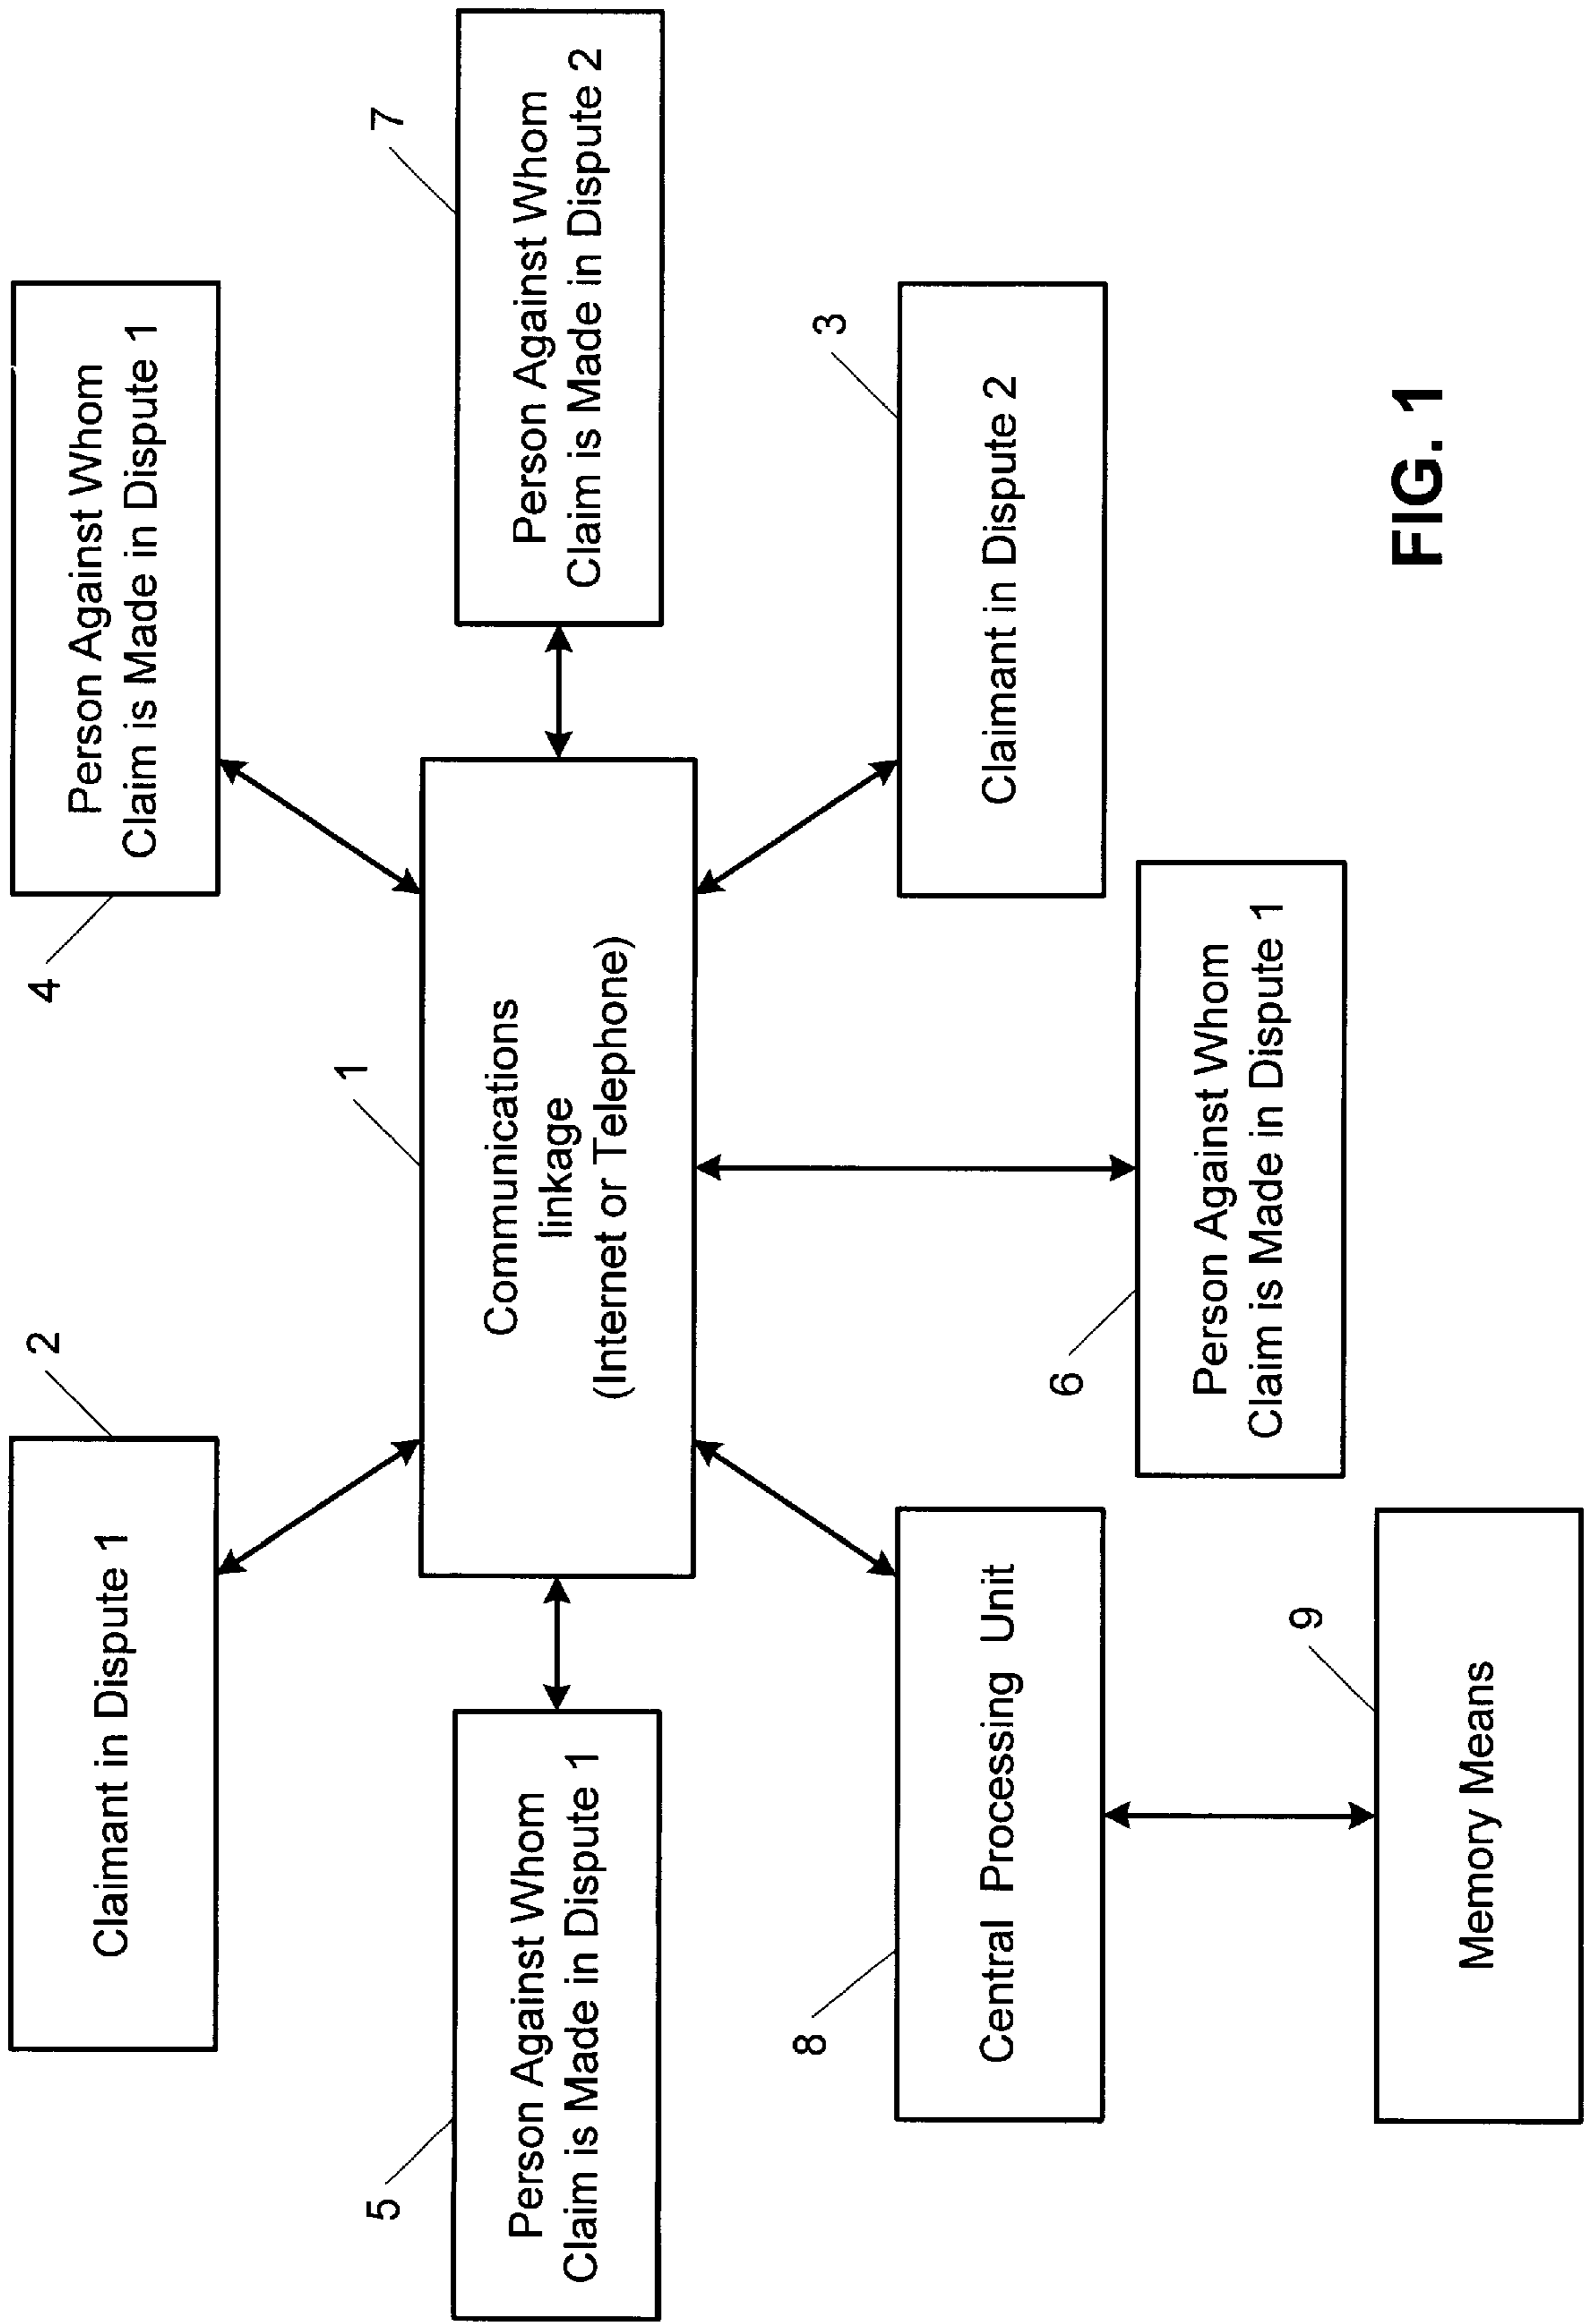 2
Claimant in Dispute 1
4
Person Against Whom
Claim is Made in Dispute 1
5
Person Against Whom
Claim is Made in Dispute 1
1
Communications
linkage
(Internet or Telephone)
7
Person Against Whom
Claim is Made in Dispute 2
8
Central Processing Unit
3
Claimant in Dispute 2
6
Person Against Whom
Claim is Made in Dispute 1
9
Memory Means
FIG. 1